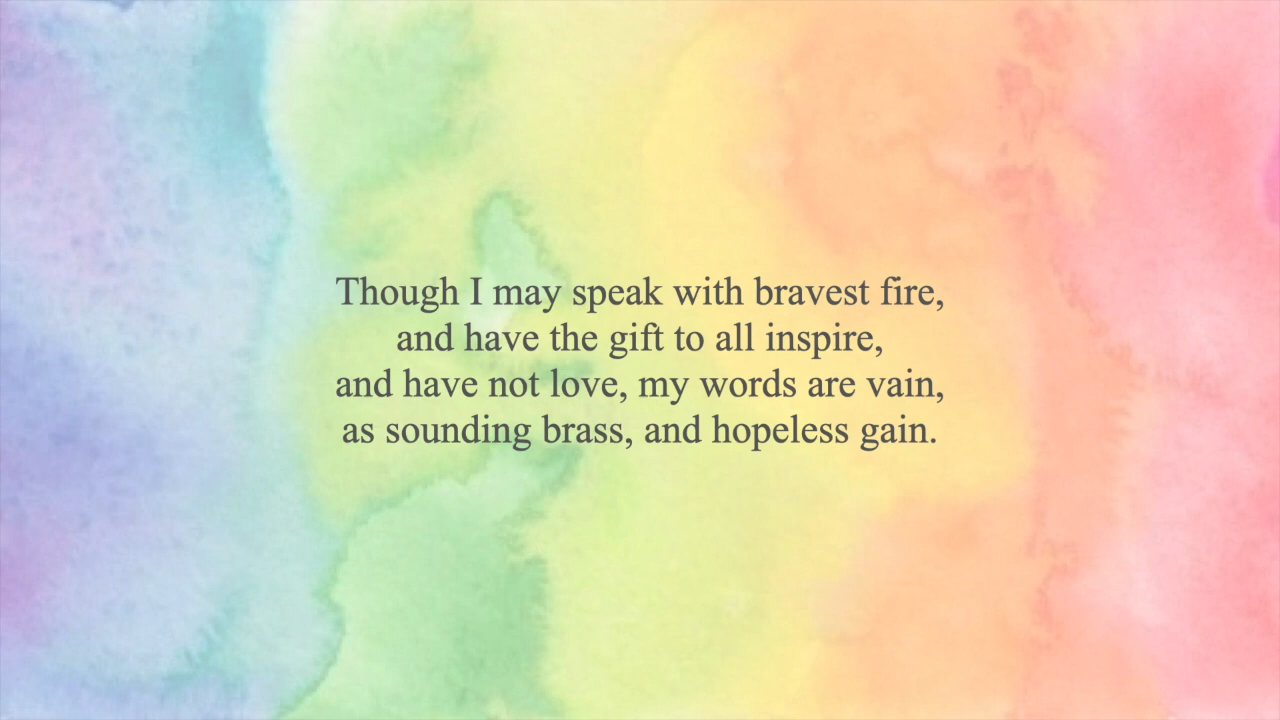 Though I may speak with bravest fire,
and have the gift to all inspire,
and have not love, my words are vain,
as sounding brass, and hopeless gain.